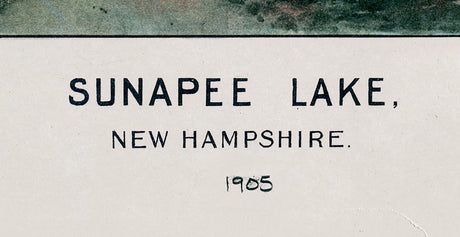 SUNAPEE LAKE,
NEW HAMPSHIRE.
1905